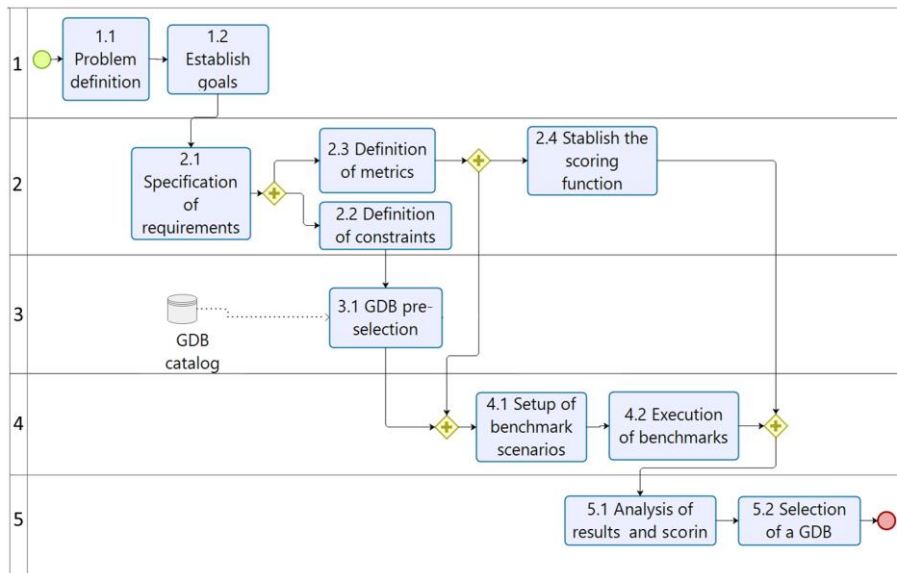 1
1.1
Problem
definition
1.2
Establish
goals
2
2.1
Specification
of
requirements
2.3 Definition
of metrics
2.2 Definition
of constraints
2.4 Stablish the
scoring
function
3
GDB
catalog
3.1 GDB pre-
selection
4
4.1 Setup of
benchmark
scenarios
4.2 Execution
of benchmarks
5
5.1 Analysis of
results and scorin
5.2 Selection
of a GDB